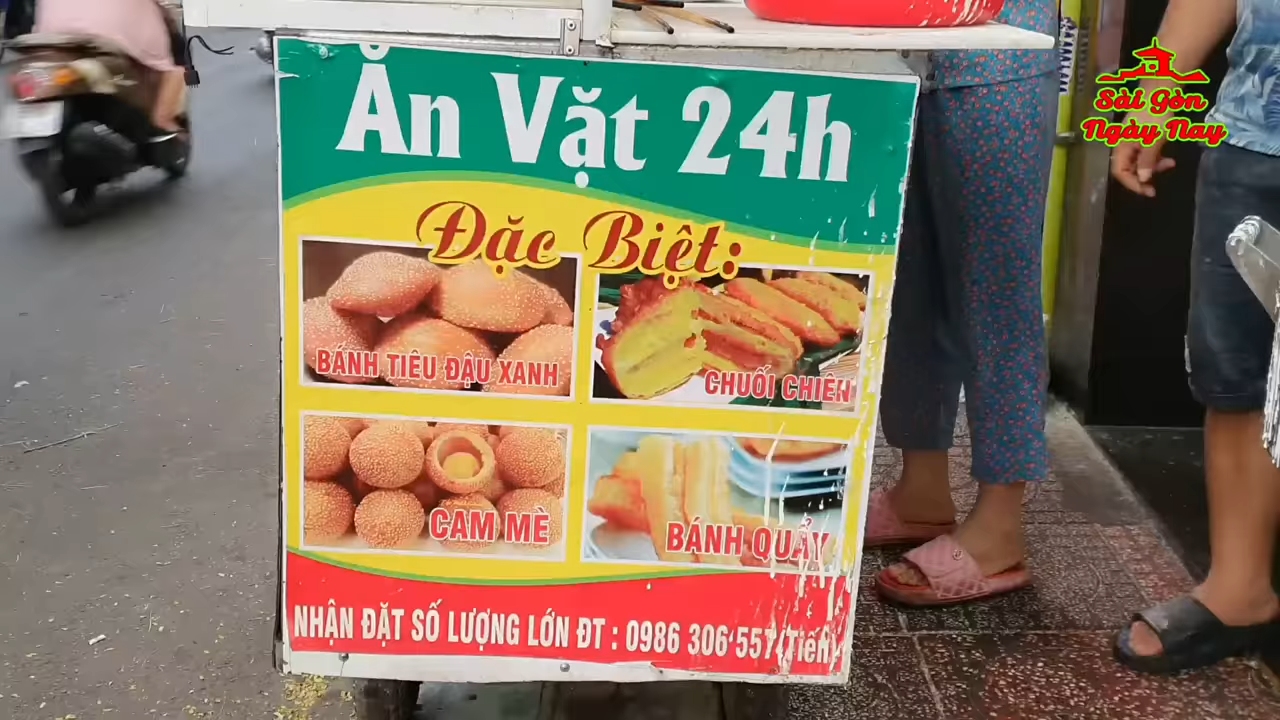 Ăn Vặt 24h
Đặc Biệt:
BÁNH TIÊU ĐẬU XANH
CHUỐI CHIÊN
CAM MÈ
BÁNH QUẨY
NHẬN ĐẶT SỐ LƯỢNG LỚN ĐT : 0986 306 557 (Tiến)
Sài Gòn
Ngày Nay